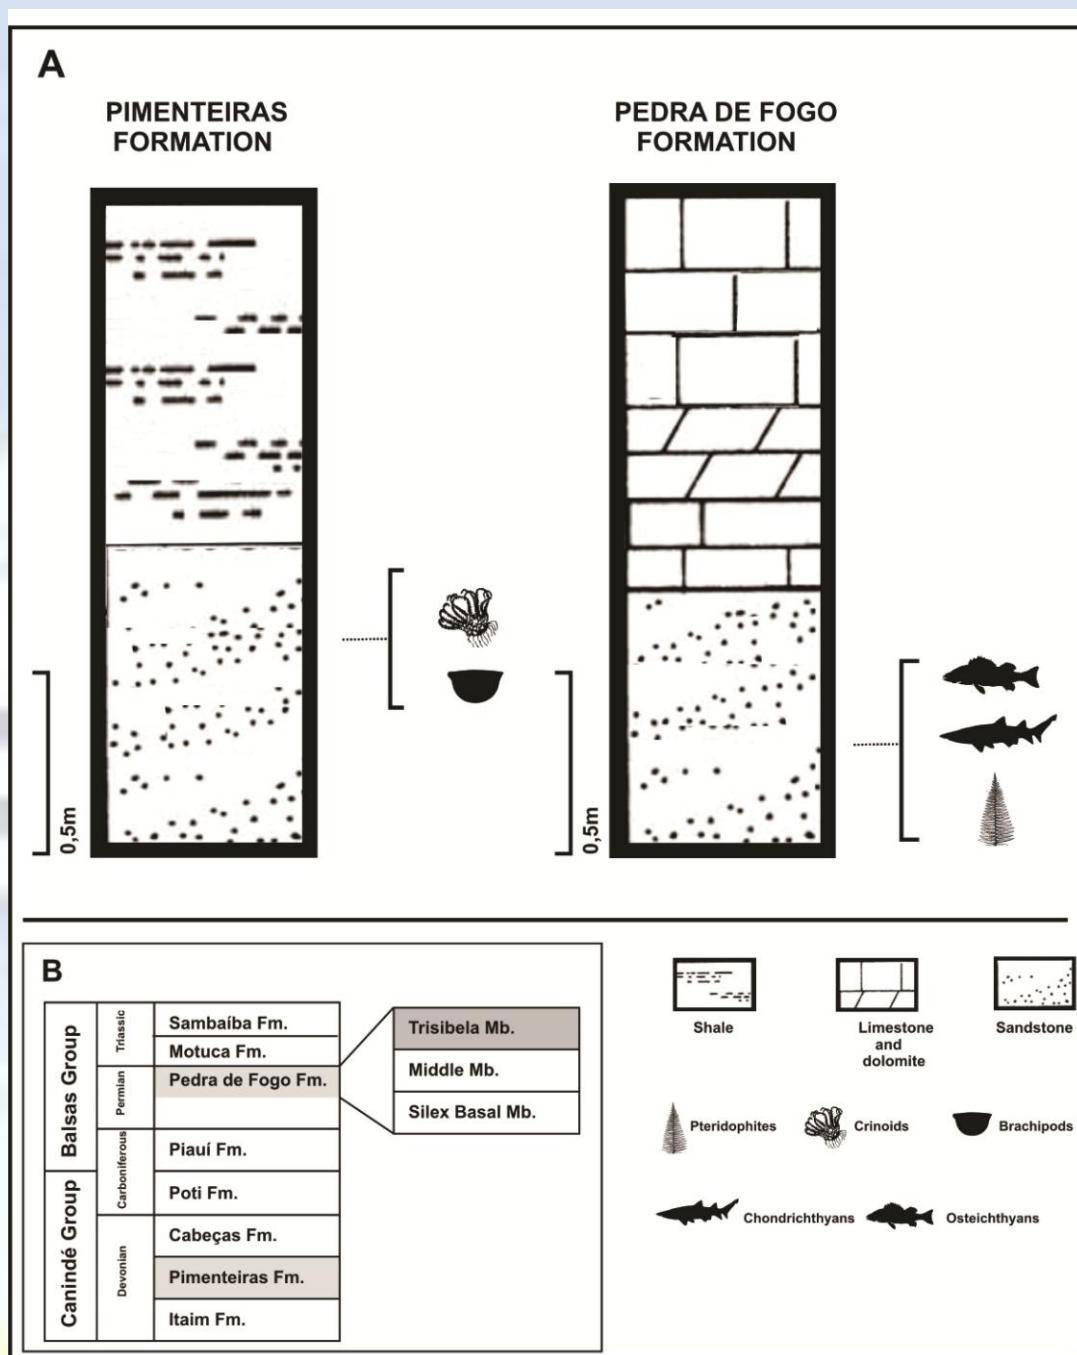 A
PIMENTEIRAS
FORMATION
PEDRA DE FOGO
FORMATION
0,5m
0,5m
B
Balsas Group
Canindé Group
Triassic
Permian
Carboniferous
Devonian
Sambaíba Fm.
Motuca Fm.
Pedra de Fogo Fm.
Piauí Fm.
Poti Fm.
Cabeças Fm.
Pimenteiras Fm.
Itaim Fm.
Trisibela Mb.
Middle Mb.
Silex Basal Mb.
Shale
Limestone
and
dolomite
Sandstone
Pteridophites
Crinoids
Brachipods
Chondrichthyans
Osteichthyans